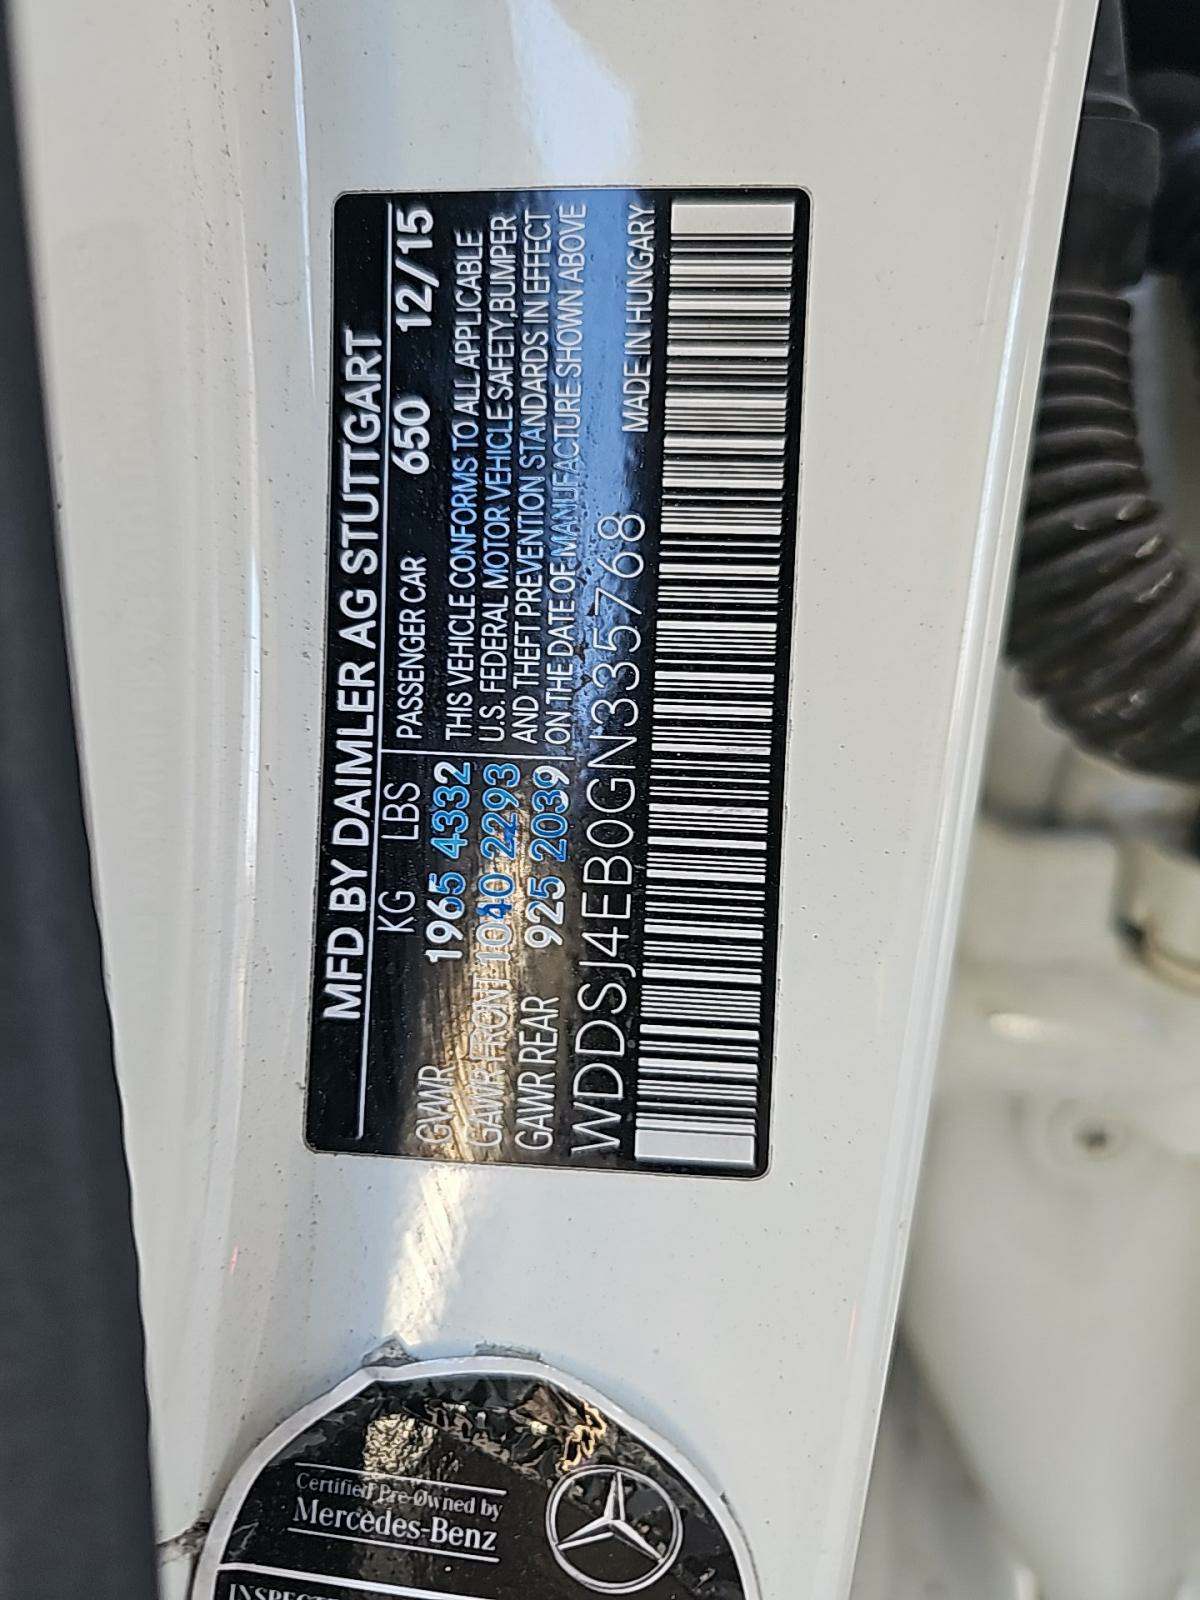 MFD BY DAIMLER AG STUTTGART
KG LBS PASSENGER CAR 650 12/15
GVWR 1965 4332 THIS VEHICLE CONFORMS TO ALL APPLICABLE
GAWR FRONT 1040 2293 U.S. FEDERAL MOTOR VEHICLE SAFETY,BUMPER
GAWR REAR 925 2039 AND THEFT PREVENTION STANDARDS IN EFFECT
ON THE DATE OF MANUFACTURE SHOWN ABOVE
WDDSJ4EB0GN335768 MADE IN HUNGARY
Certified Pre-Owned by
Mercedes-Benz